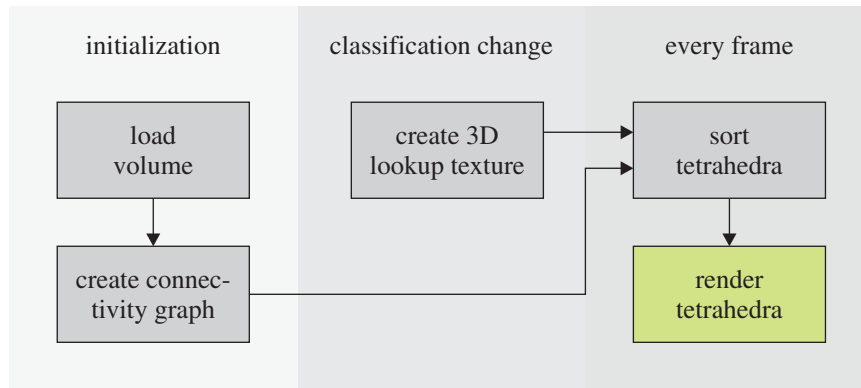 initialization
classification change
every frame
load
volume
create 3D
lookup texture
sort
tetrahedra
create connec-
tivity graph
render
tetrahedra